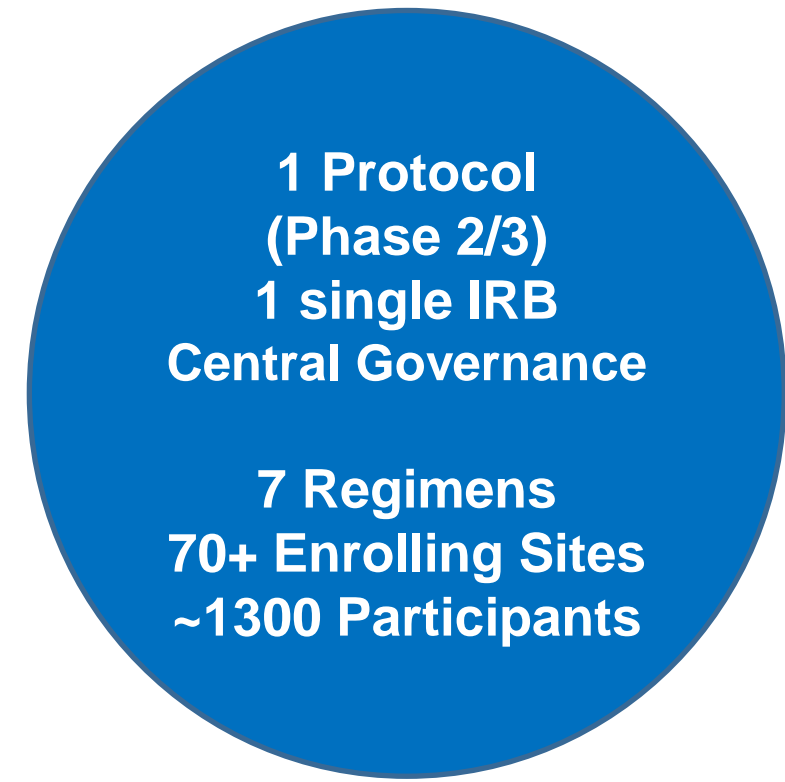 1 Protocol
(Phase 2/3)
1 single IRB
Central Governance
7 Regimens
70+ Enrolling Sites
~1300 Participants